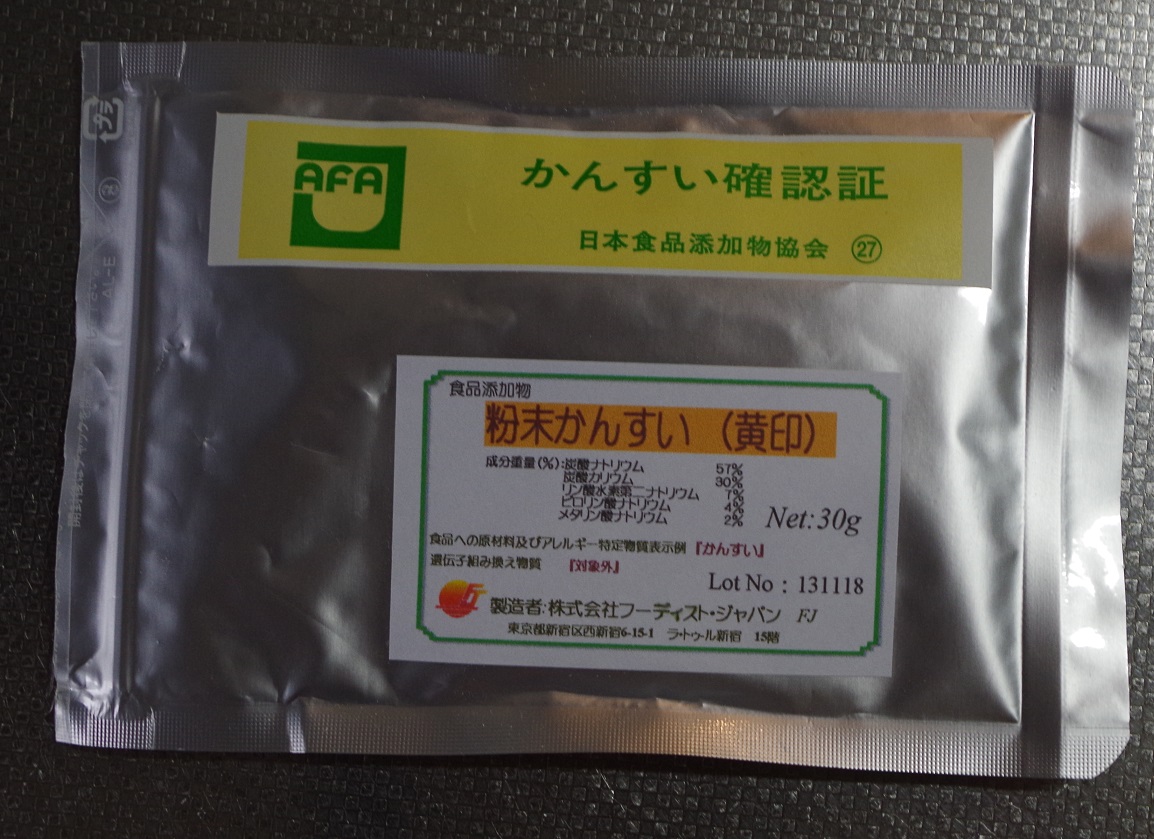 AFA
かんすい確認証
日本食品添加物協会 ㉗
食品添加物
粉末かんすい (黄印)
成分重量(%):炭酸ナトリウム 57%
炭酸カリウム 30%
リン酸水素第二ナトリウム 7%
ピロリン酸ナトリウム 4%
メタリン酸ナトリウム 2%
Net:30g
食品への原材料及びアレルギー特定物質表示例 『かんすい』
遺伝子組み換え物質 『対象外』
Lot No : 131118
製造者:株式会社フーディスト・ジャパン FJ
東京都新宿区西新宿6-15-1 ラ・トゥール新宿 15階
プラ
AL-E